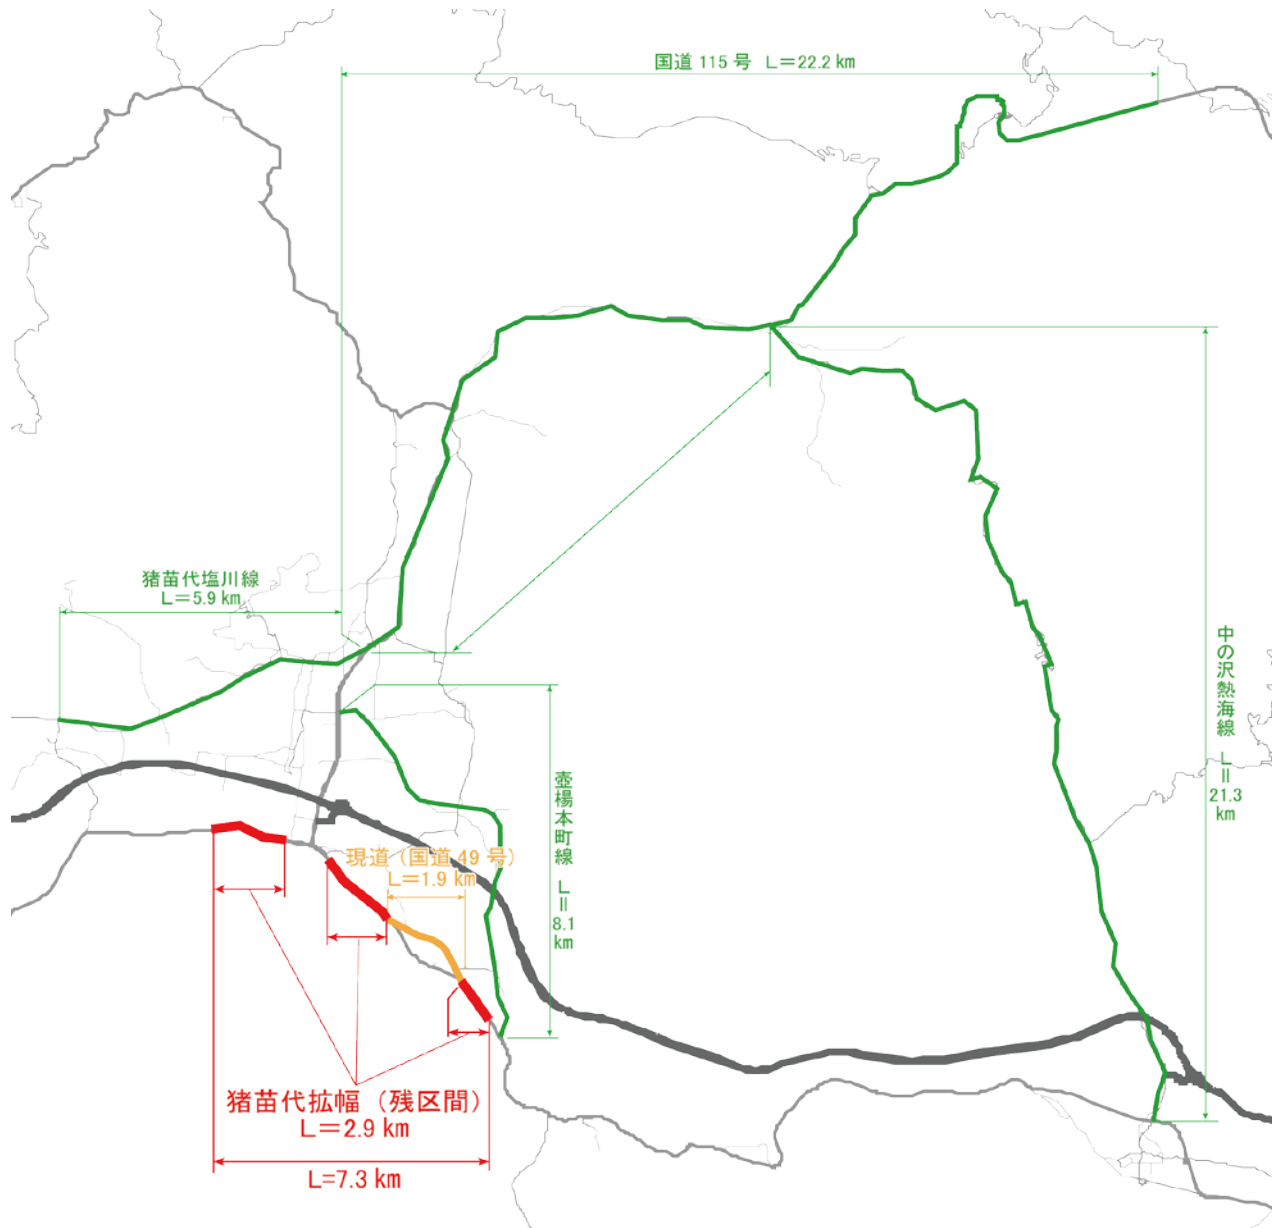 国道 115 号 L＝22.2 km
猪苗代塩川線
L＝5.9 km
中の沢熱海線 L＝21.3 km
壺楊本町線 L＝8.1 km
現道（国道 49 号）
L＝1.9 km
猪苗代拡幅（残区間）
L＝2.9 km
L=7.3 km